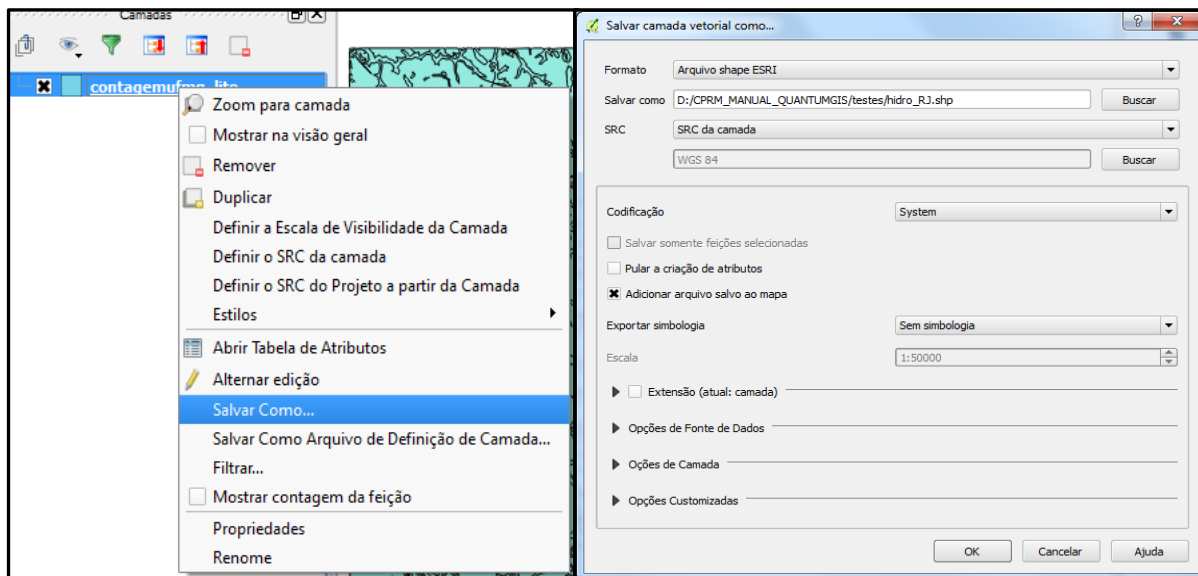 Camadas
contagemufmg_lito
Zoom para camada
Mostrar na visão geral
Remover
Duplicar
Definir a Escala de Visibilidade da Camada
Definir o SRC da camada
Definir o SRC do Projeto a partir da Camada
Estilos
Abrir Tabela de Atributos
Alternar edição
Salvar Como...
Salvar Como Arquivo de Definição de Camada...
Filtrar...
Mostrar contagem da feição
Propriedades
Renome
Salvar camada vetorial como...
Formato Arquivo shape ESRI
Salvar como D:/CPRM_MANUAL_QUANTUMGIS/testes/hidro_RJ.shp Buscar
SRC SRC da camada
WGS 84 Buscar
Codificação System
Salvar somente feições selecionadas
Pular a criação de atributos
Adicionar arquivo salvo ao mapa
Exportar simbologia Sem simbologia
Escala 1:50000
Extensão (atual: camada)
Opções de Fonte de Dados
Oções de Camada
Opções Customizadas
OK Cancelar Ajuda